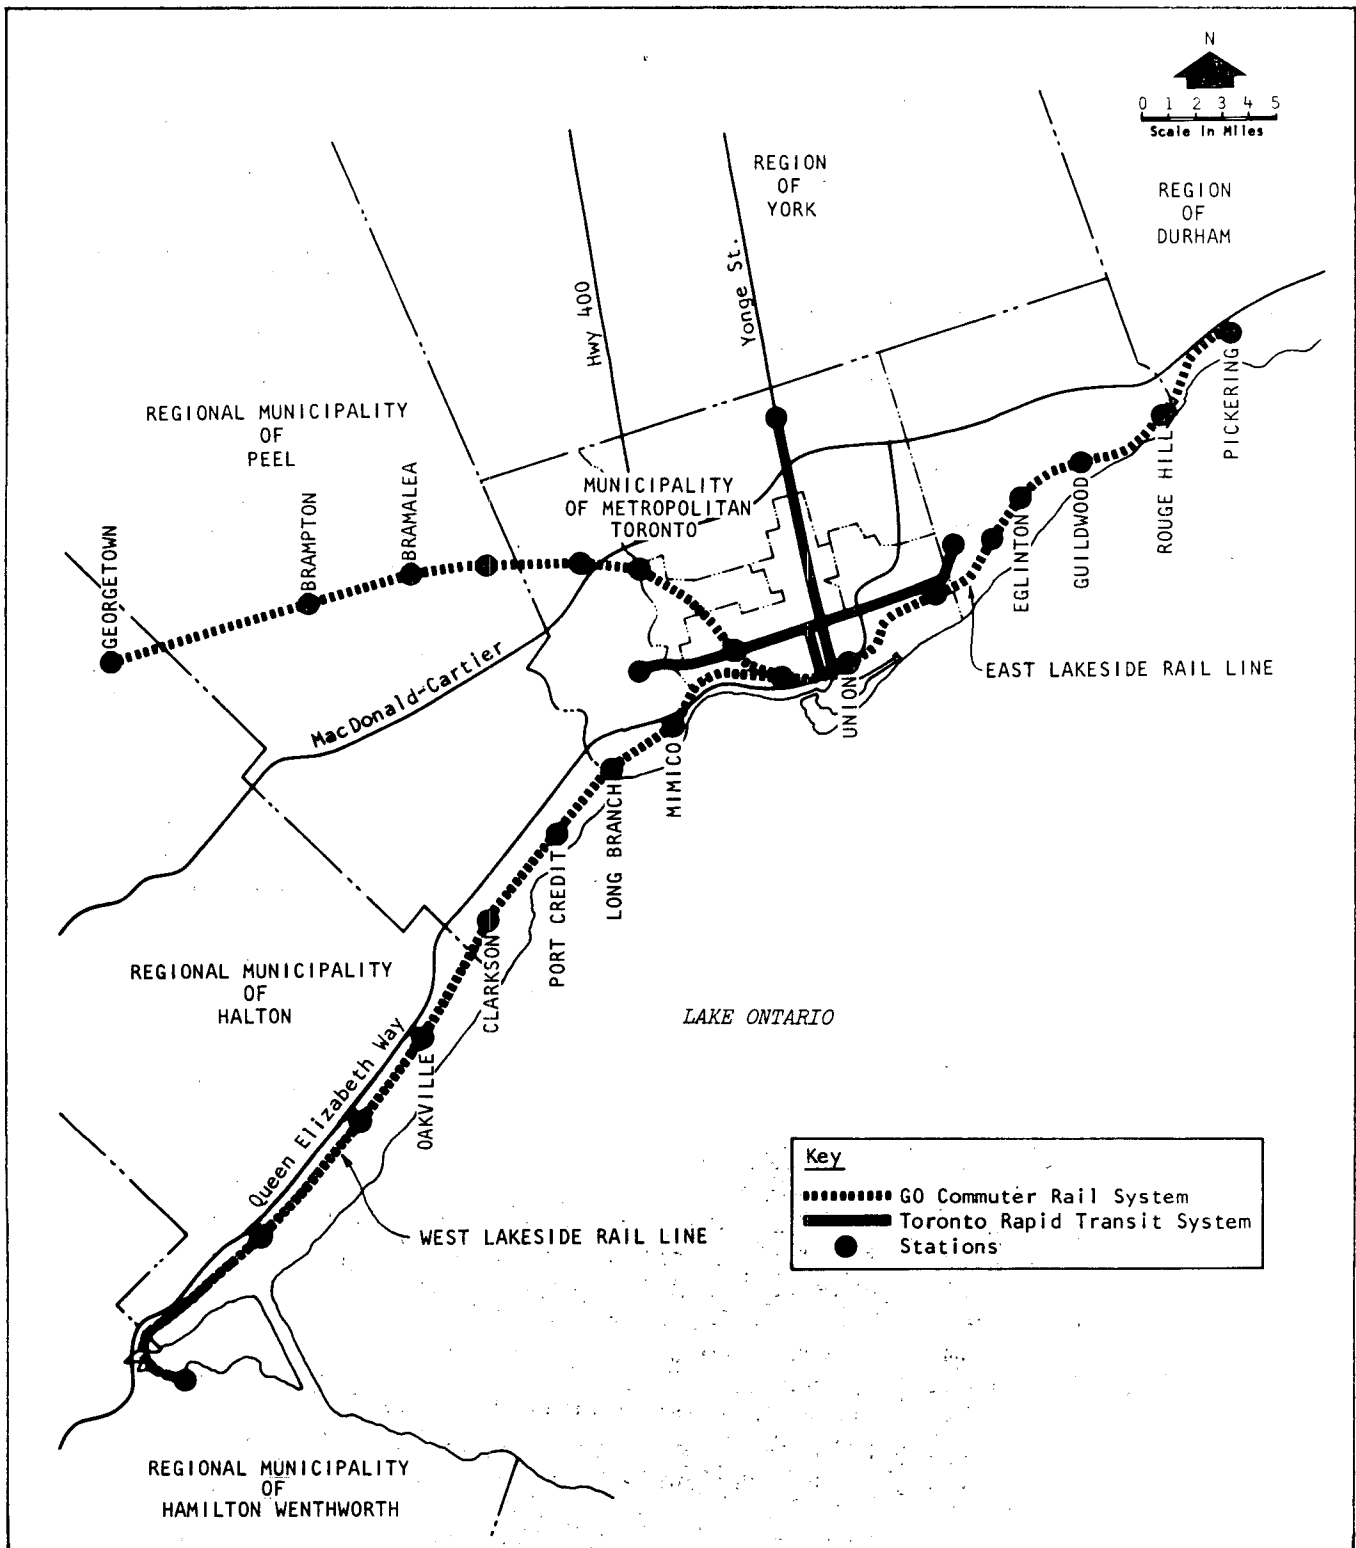 N
0 1 2 3 4 5
Scale in Miles
REGION
OF
YORK
REGION
OF
DURHAM
Hwy 400
Yonge St.
REGIONAL MUNICIPALITY
OF
PEEL
MUNICIPALITY
OF METROPOLITAN
TORONTO
GEORGETOWN
BRAMPTON
BRAMALEA
PICKERING
ROUGE HILL
GUILDWOOD
EGLINTON
EAST LAKESIDE RAIL LINE
UNION
MacDonald-Cartier
MIMICO
LONG BRANCH
PORT CREDIT
CLARKSON
OAKVILLE
REGIONAL MUNICIPALITY
OF
HALTON
LAKE ONTARIO
Queen Elizabeth Way
WEST LAKESIDE RAIL LINE
Key
GO Commuter Rail System
Toronto Rapid Transit System
Stations
REGIONAL MUNICIPALITY
OF
HAMILTON WENTHWORTH